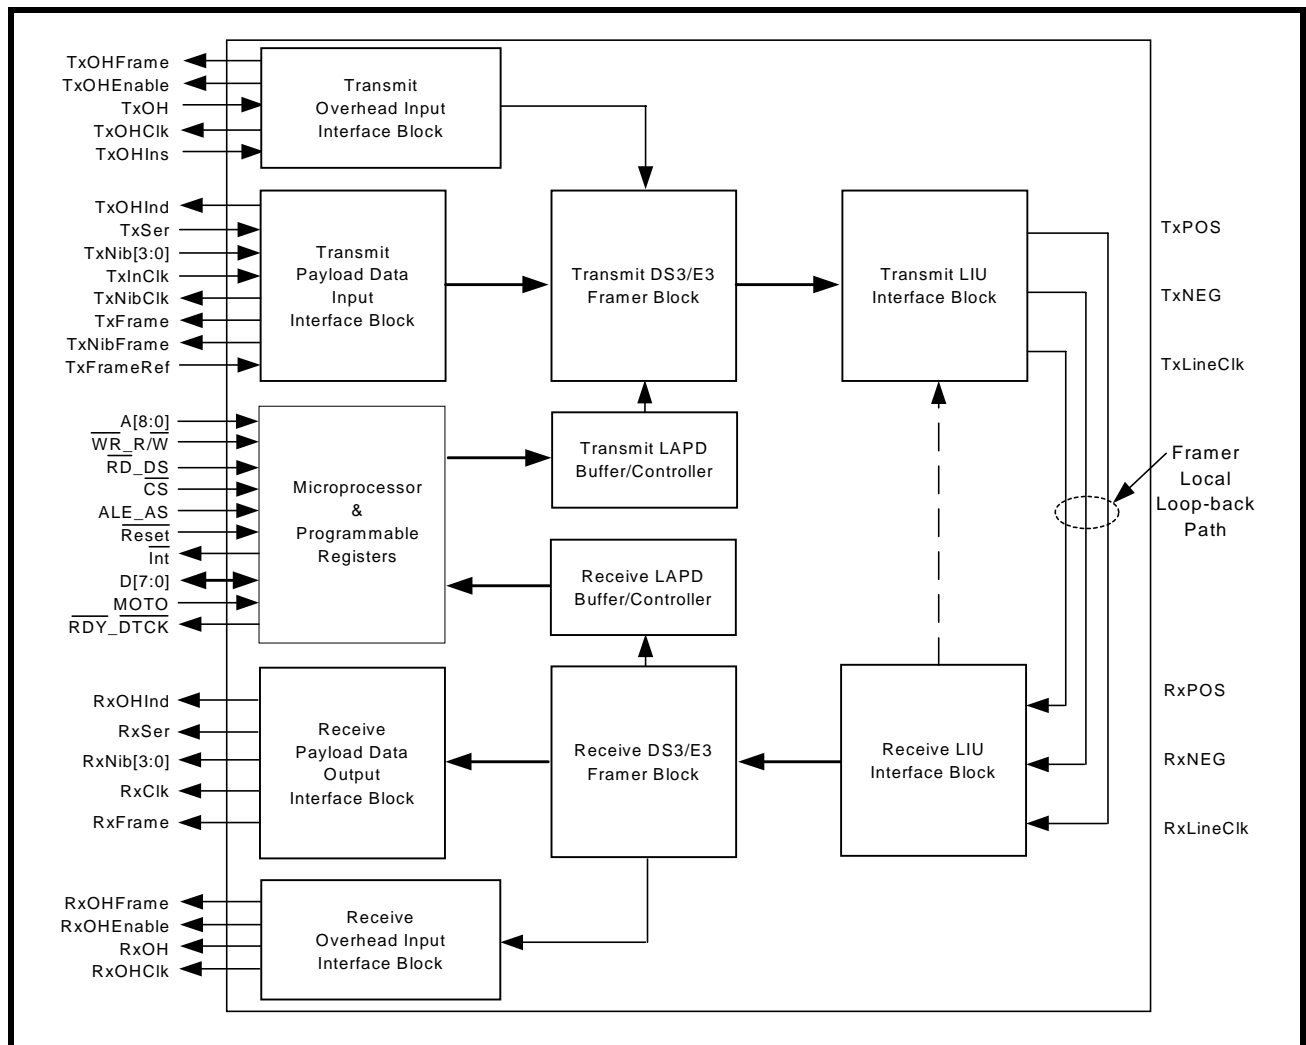 TxOHFrame
TxOHEnable
TxOH
TxOHClk
TxOHIns
Transmit
Overhead Input
Interface Block
TxOHInd
TxSer
TxNib[3:0]
TxInClk
TxNibClk
TxFrame
TxNibFrame
TxFrameRef
Transmit
Payload Data
Input
Interface Block
Transmit DS3/E3
Framer Block
Transmit LIU
Interface Block
TxPOS
TxNEG
TxLineClk
A[8:0]
WR_R/W
RD_DS
CS
ALE_AS
Reset
Int
D[7:0]
MOTO
RDY_DTCK
Microprocessor
&
Programmable
Registers
Transmit LAPD
Buffer/Controller
Receive LAPD
Buffer/Controller
Framer
Local
Loop-back
Path
RxOHInd
RxSer
RxNib[3:0]
RxClk
RxFrame
Receive
Payload Data
Output
Interface Block
Receive DS3/E3
Framer Block
Receive LIU
Interface Block
RxPOS
RxNEG
RxLineClk
RxOHFrame
RxOHEnable
RxOH
RxOHClk
Receive
Overhead Input
Interface Block